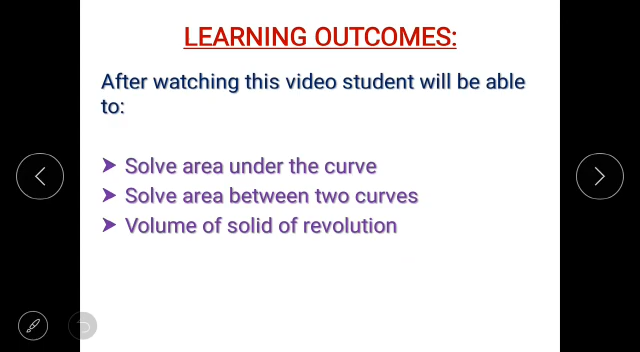 LEARNING OUTCOMES:
After watching this video student will be able
to:
➤ Solve area under the curve
➤ Solve area between two curves
➤ Volume of solid of revolution